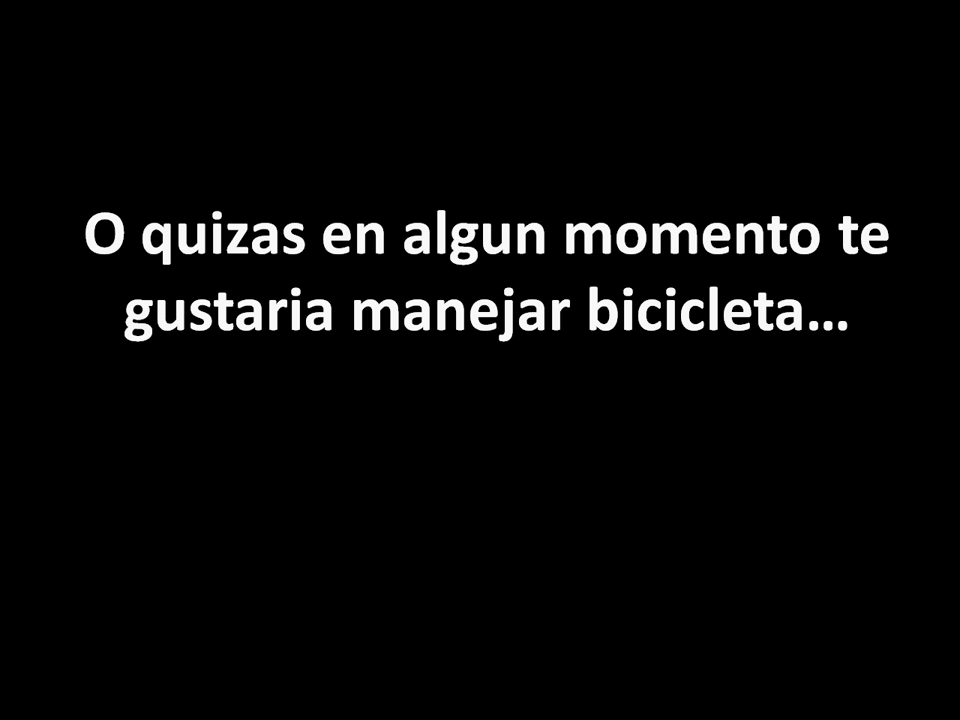 O quizas en algun momento te
gustaria manejar bicicleta…